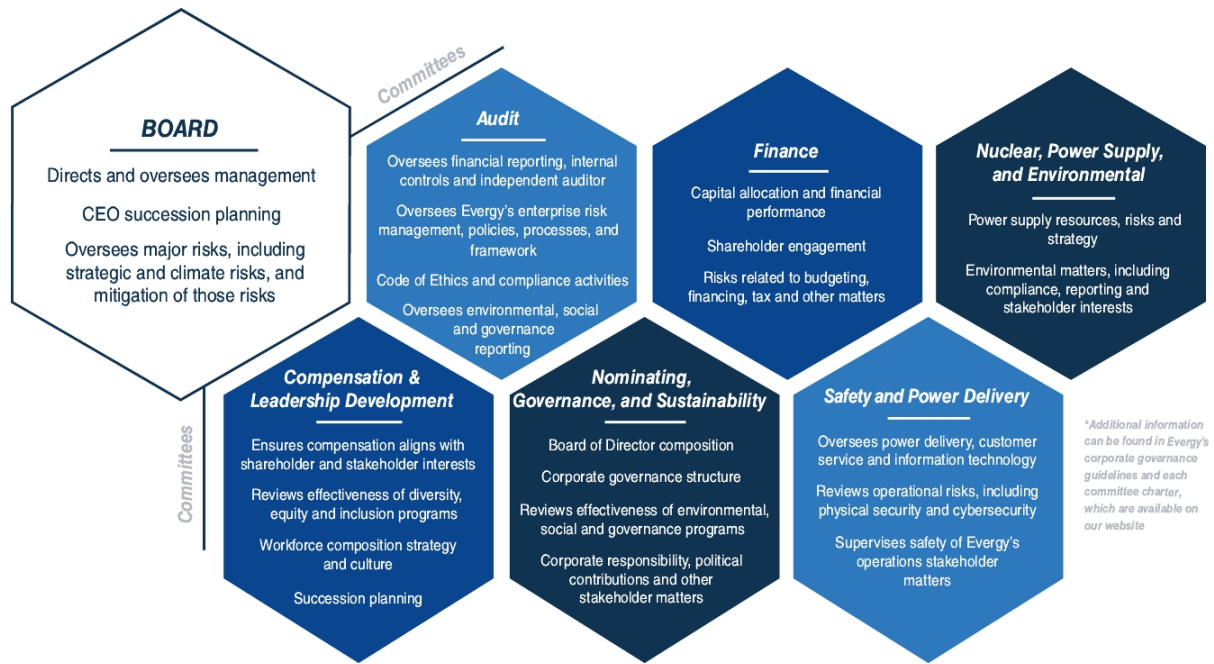 BOARD
Directs and oversees management
CEO succession planning
Oversees major risks, including
strategic and climate risks, and
mitigation of those risks
Committees
Audit
Oversees financial reporting, internal
controls and independent auditor
Oversees Evergy's enterprise risk
management, policies, processes, and
framework
Code of Ethics and compliance activities
Oversees environmental, social
and governance
reporting
Finance
Capital allocation and financial
performance
Shareholder engagement
Risks related to budgeting,
financing, tax and other matters
Nuclear, Power Supply,
and Environmental
Power supply resources, risks and
strategy
Environmental matters, including
compliance, reporting and
stakeholder interests
Committees
Compensation &
Leadership Development
Ensures compensation aligns with
shareholder and stakeholder interests
Reviews effectiveness of diversity,
equity and inclusion programs
Workforce composition strategy
and culture
Succession planning
Nominating,
Governance, and Sustainability
Board of Director composition
Corporate governance structure
Reviews effectiveness of environmental,
social and governance programs
Corporate responsibility, political
contributions and other
stakeholder matters
Safety and Power Delivery
Oversees power delivery, customer
service and information technology
Reviews operational risks, including
physical security and cybersecurity
Supervises safety of Evergy's
operations stakeholder
matters
*Additional information
can be found in Evergy's
corporate governance
guidelines and each
committee charter,
which are available on
our website